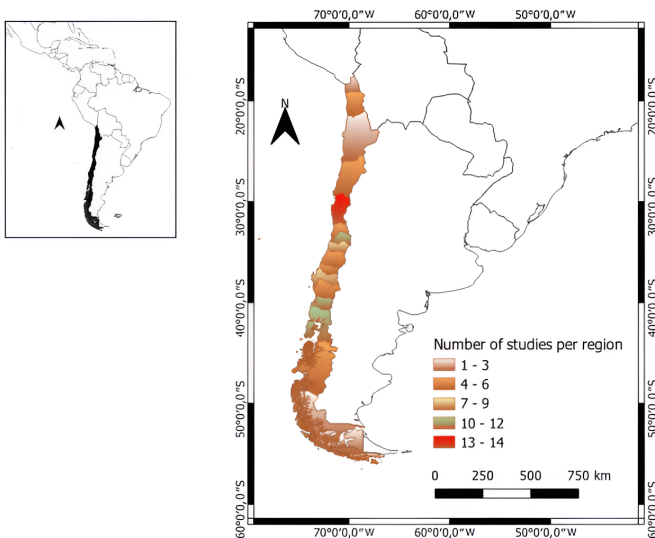 70°0'0,0"W 60°0'0,0"W 50°0'0,0"W
N
20°0'0,0"S
20°0'0,0"S
30°0'0,0"S
30°0'0,0"S
40°0'0,0"S
40°0'0,0"S
50°0'0,0"S
50°0'0,0"S
60°0'0,0"S
60°0'0,0"S
Number of studies per region
1 - 3
4 - 6
7 - 9
10 - 12
13 - 14
0 250 500 750 km
70°0'0,0"W 60°0'0,0"W 50°0'0,0"W